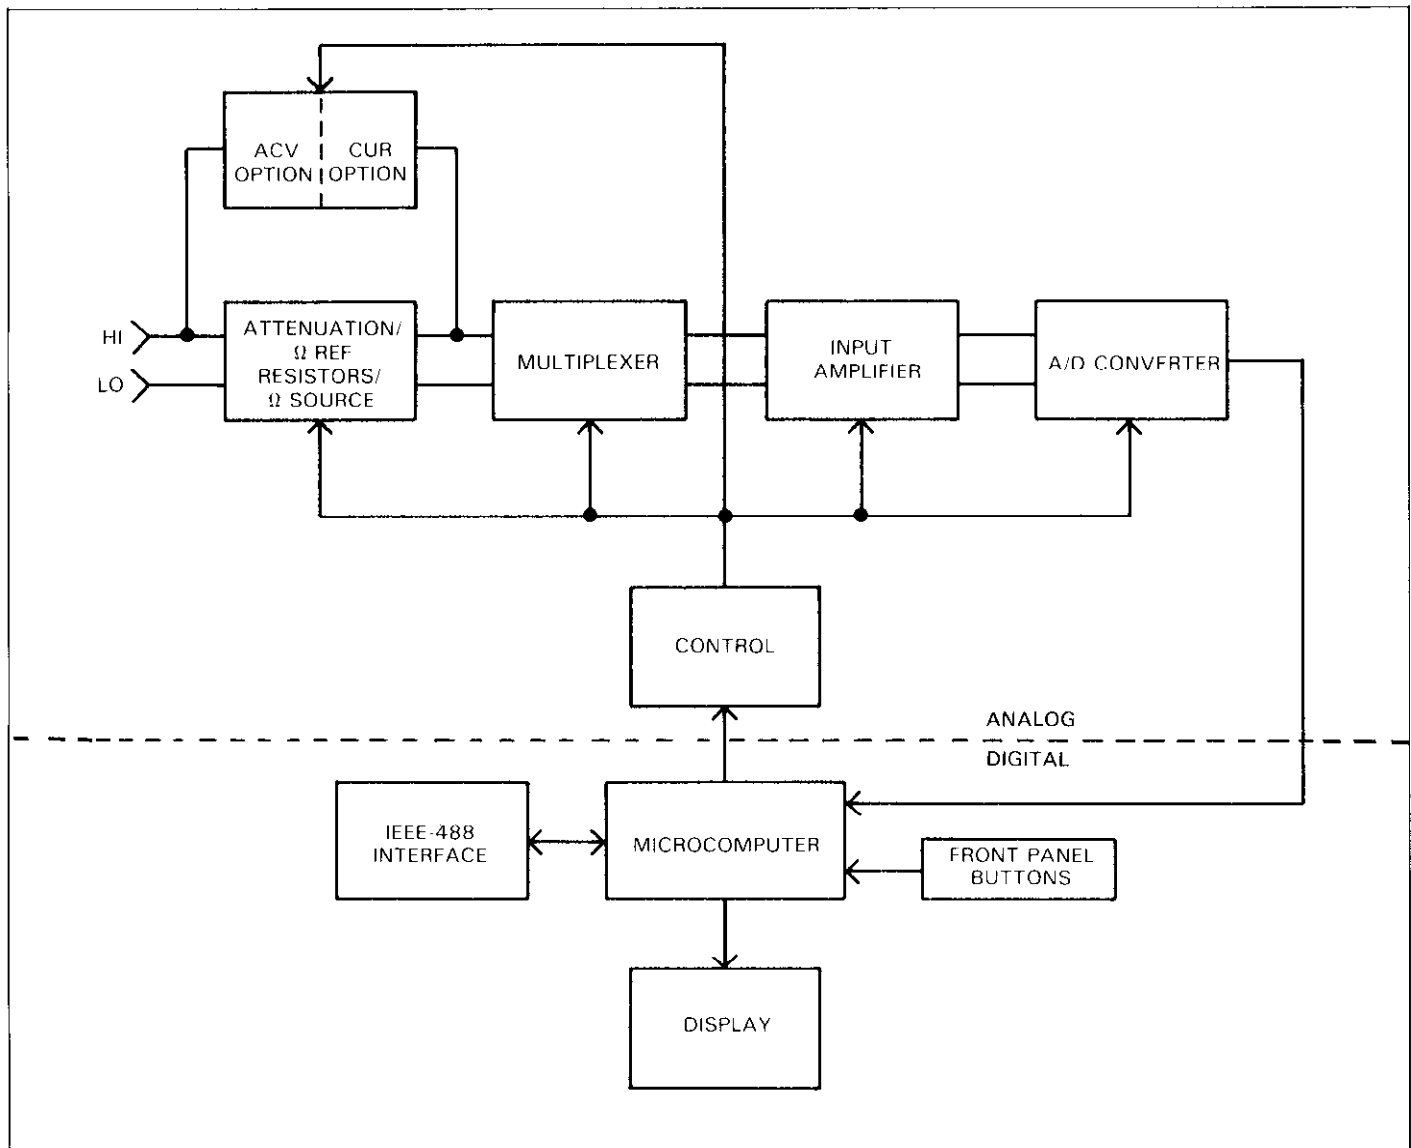 ACV
OPTION
CUR
OPTION
HI
LO
ATTENUATION/
Ω REF
RESISTORS/
Ω SOURCE
MULTIPLEXER
INPUT
AMPLIFIER
A/D CONVERTER
CONTROL
ANALOG
DIGITAL
IEEE-488
INTERFACE
MICROCOMPUTER
FRONT PANEL
BUTTONS
DISPLAY